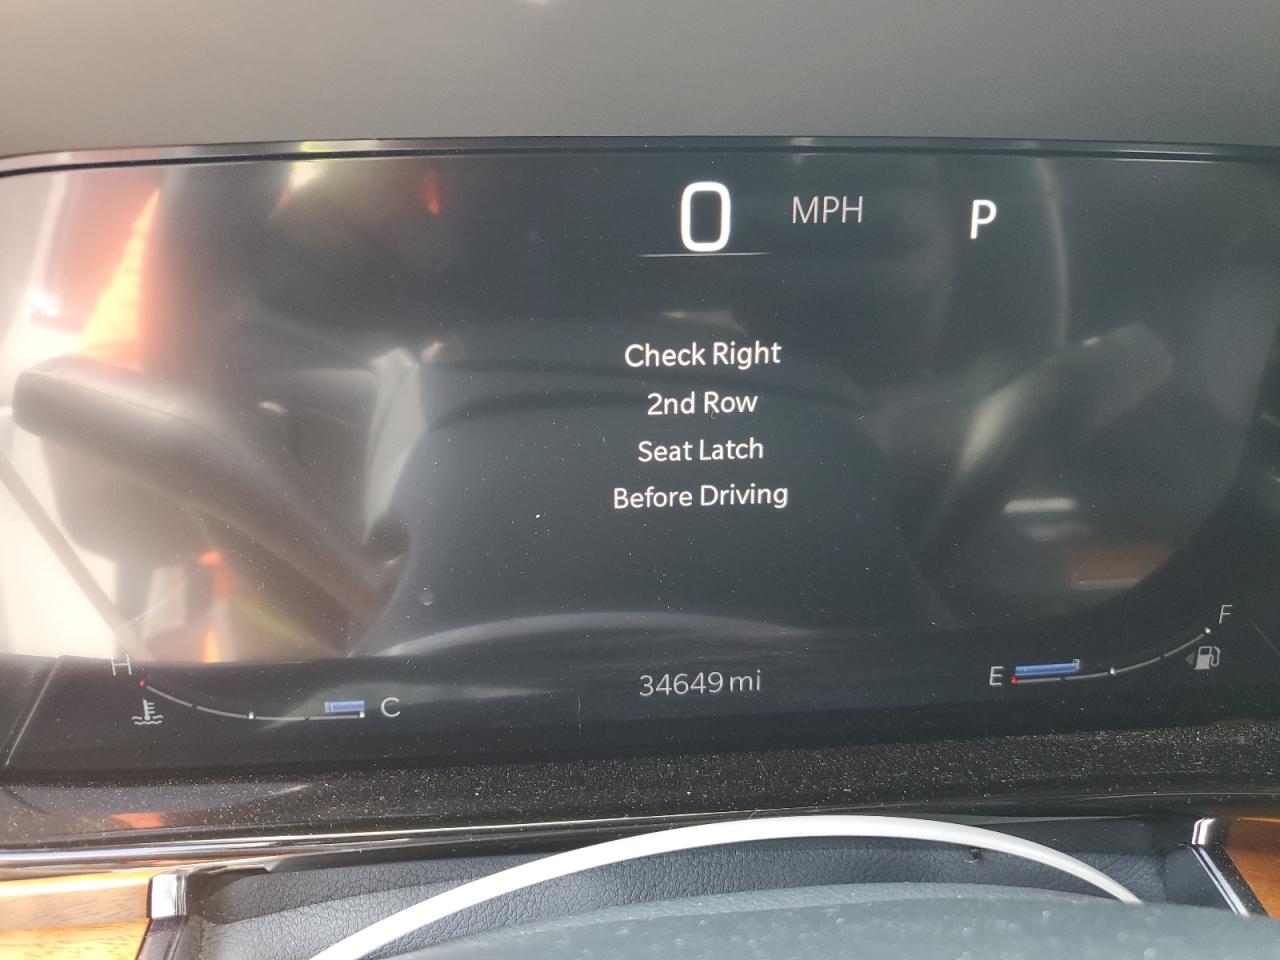 0 MPH P
Check Right
2nd Row
Seat Latch
Before Driving
34649 mi
H C
E F